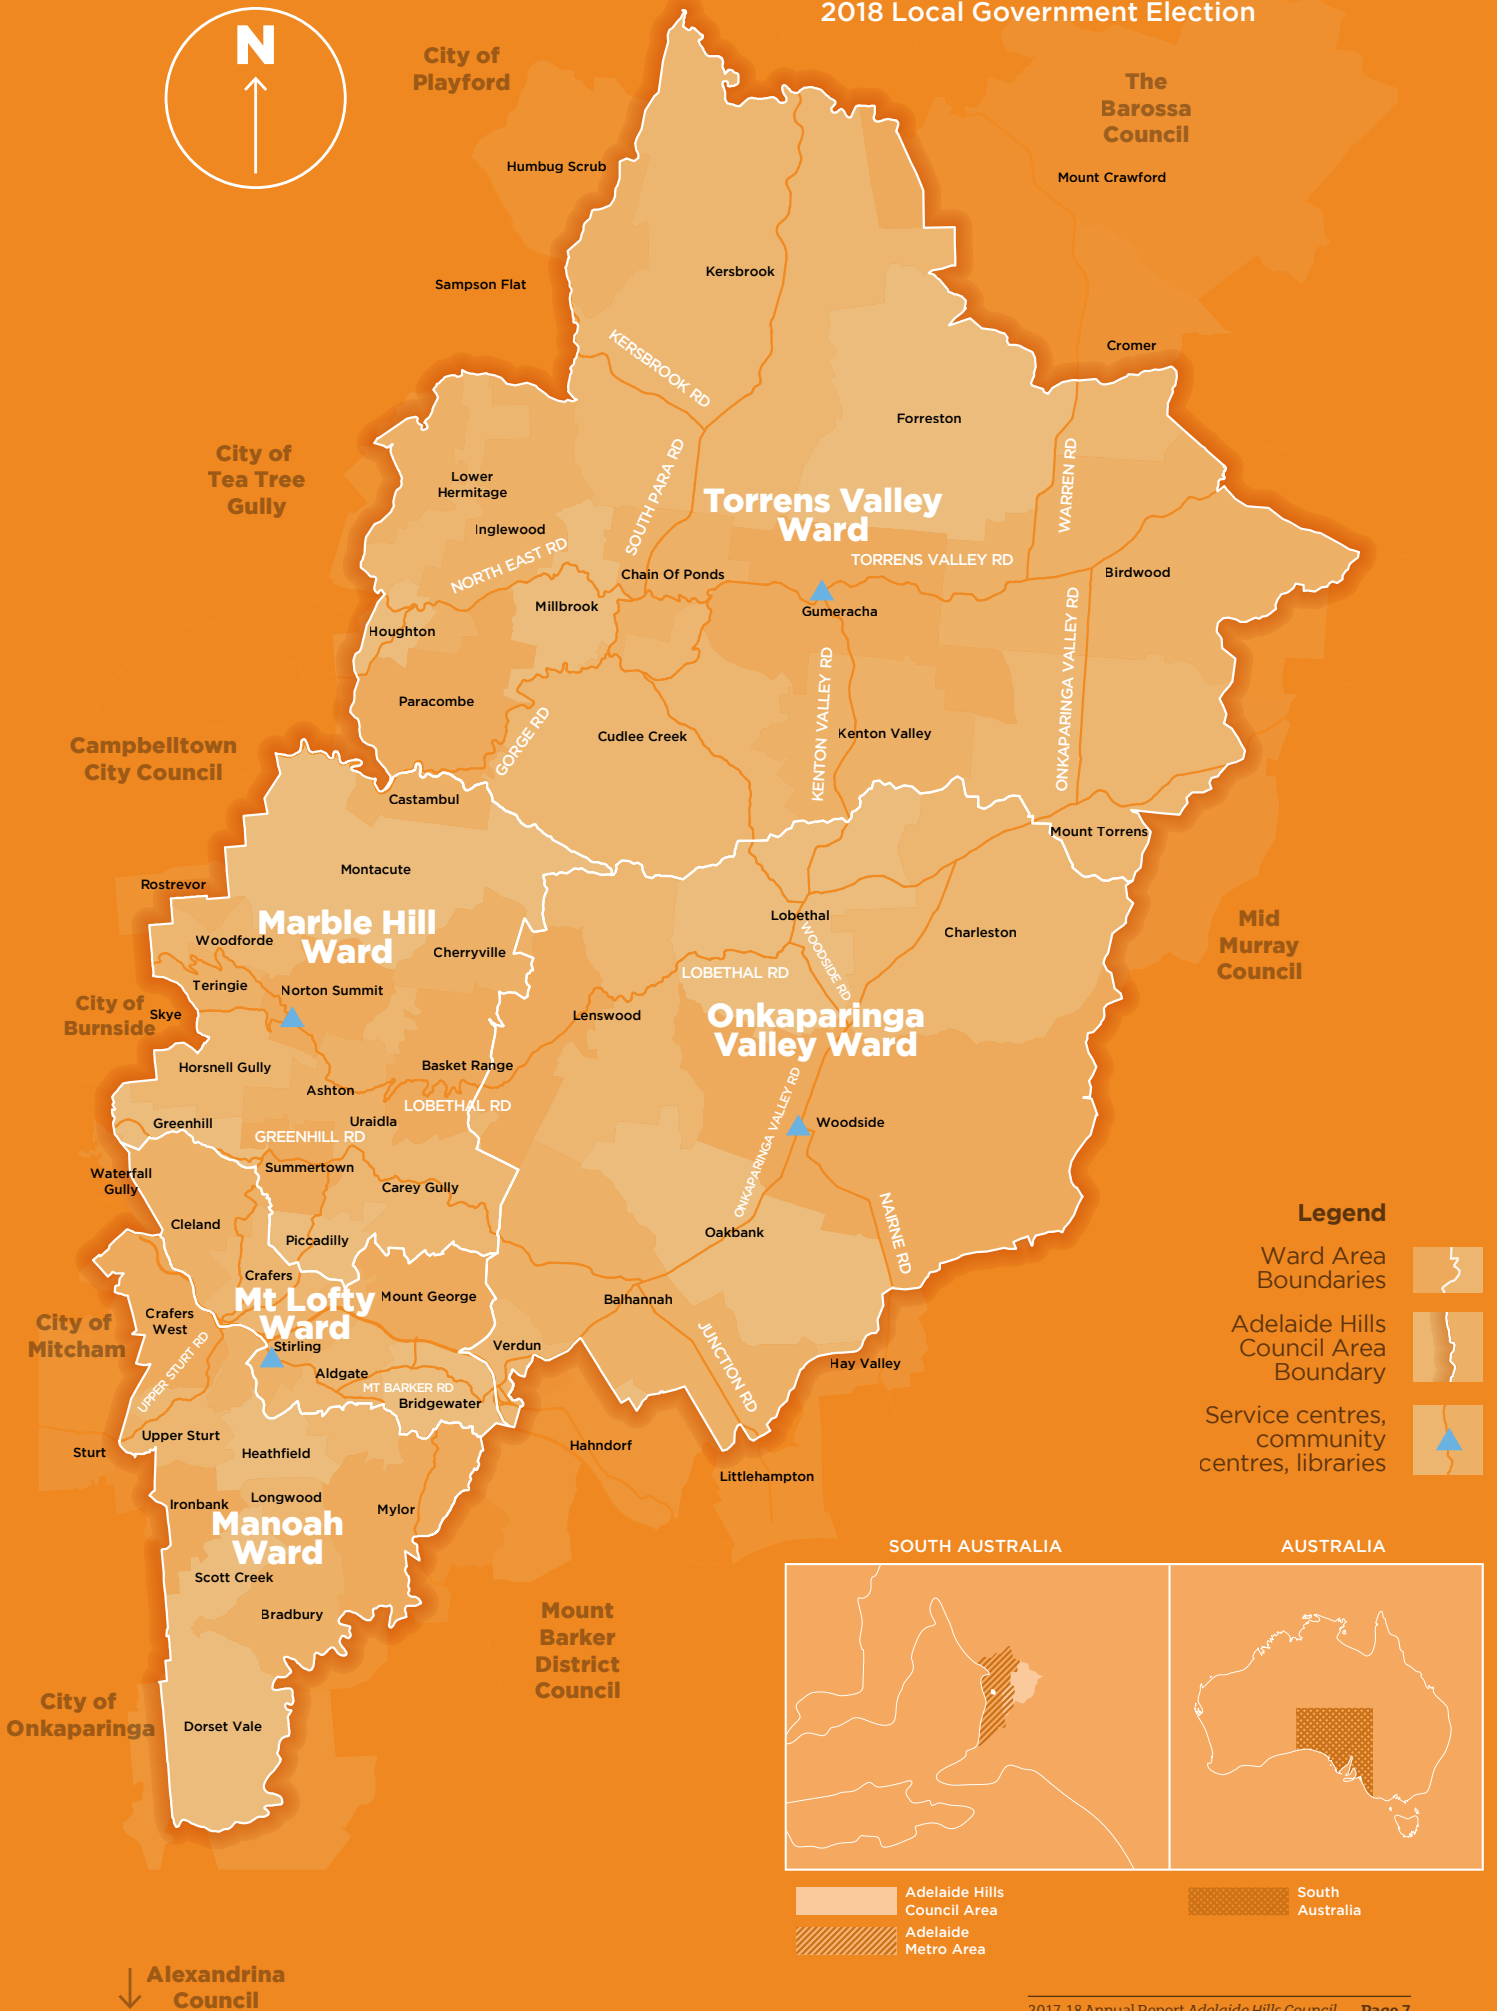 2018 Local Government Election
N
City of
Playford
The
Barossa
Council
Humbug Scrub
Mount Crawford
Sampson Flat
Kersbrook
KERSBROOK RD
Cromer
Forreston
City of
Tea Tree
Gully
Lower
Hermitage
Inglewood
SOUTH PARA RD
WARREN RD
Torrens Valley
Ward
NORTH EAST RD
TORRENS VALLEY RD
Chain Of Ponds
Birdwood
Millbrook
Gumeracha
Houghton
ONKAPARINGA VALLEY RD
KENTON VALLEY RD
Paracombe
GORGE RD
Cudlee Creek
Kenton Valley
Campbelltown
City Council
Castambul
Mount Torrens
Montacute
Rostrevor
Marble Hill
Ward
Lobethal
Woodforde
Cherryville
Charleston
Mid
Murray
Council
WOODSIDE RD
LOBETHAL RD
Teringie
Norton Summit
City of
Burnside
Skye
Lenswood
Onkaparinga
Valley Ward
Horsnell Gully
Basket Range
Ashton
LOBETHAL RD
Greenhill
Uraidla
ONKAPARINGA VALLEY RD
Woodside
GREENHILL RD
Waterfall
Gully
Summertown
Carey Gully
Cleland
Piccadilly
Oakbank
NAIRNE RD
Crafers
Mount George
Balhannah
Mt Lofty
Ward
Crafers
West
City of
Mitcham
Stirling
Verdun
UPPER STURT RD
Aldgate
MT BARKER RD
Bridgewater
JUNCTION RD
Hay Valley
Upper Sturt
Sturt
Heathfield
Hahndorf
Littlehampton
Ironbank
Longwood
Mylor
Manoah
Ward
Scott Creek
Bradbury
Mount
Barker
District
Council
City of
Onkaparinga
Dorset Vale
Legend
Ward Area
Boundaries
Adelaide Hills
Council Area
Boundary
Service centres,
community
centres, libraries
SOUTH AUSTRALIA
AUSTRALIA
Adelaide Hills
Council Area
South
Australia
Adelaide
Metro Area
Alexandrina
Council
2017-18 Annual Report Adelaide Hills Council Page 7